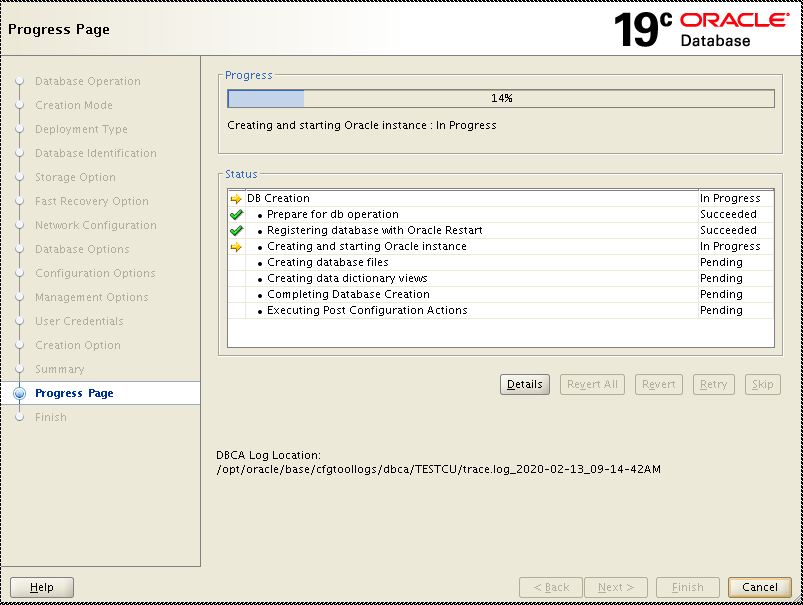 Progress Page
19c ORACLE
Database
Database Operation
Creation Mode
Deployment Type
Database Identification
Storage Option
Fast Recovery Option
Network Configuration
Database Options
Configuration Options
Management Options
User Credentials
Creation Option
Summary
Progress Page
Finish
Progress
14%
Creating and starting Oracle instance : In Progress
Status
DB Creation In Progress
Prepare for db operation Succeeded
Registering database with Oracle Restart Succeeded
Creating and starting Oracle instance In Progress
Creating database files Pending
Creating data dictionary views Pending
Completing Database Creation Pending
Executing Post Configuration Actions Pending
Details Revert All Revert Retry Skip
DBCA Log Location:
/opt/oracle/base/cfgtoollogs/dbca/TESTCU/trace.log_2020-02-13_09-14-42AM
Help < Back Next > Finish Cancel